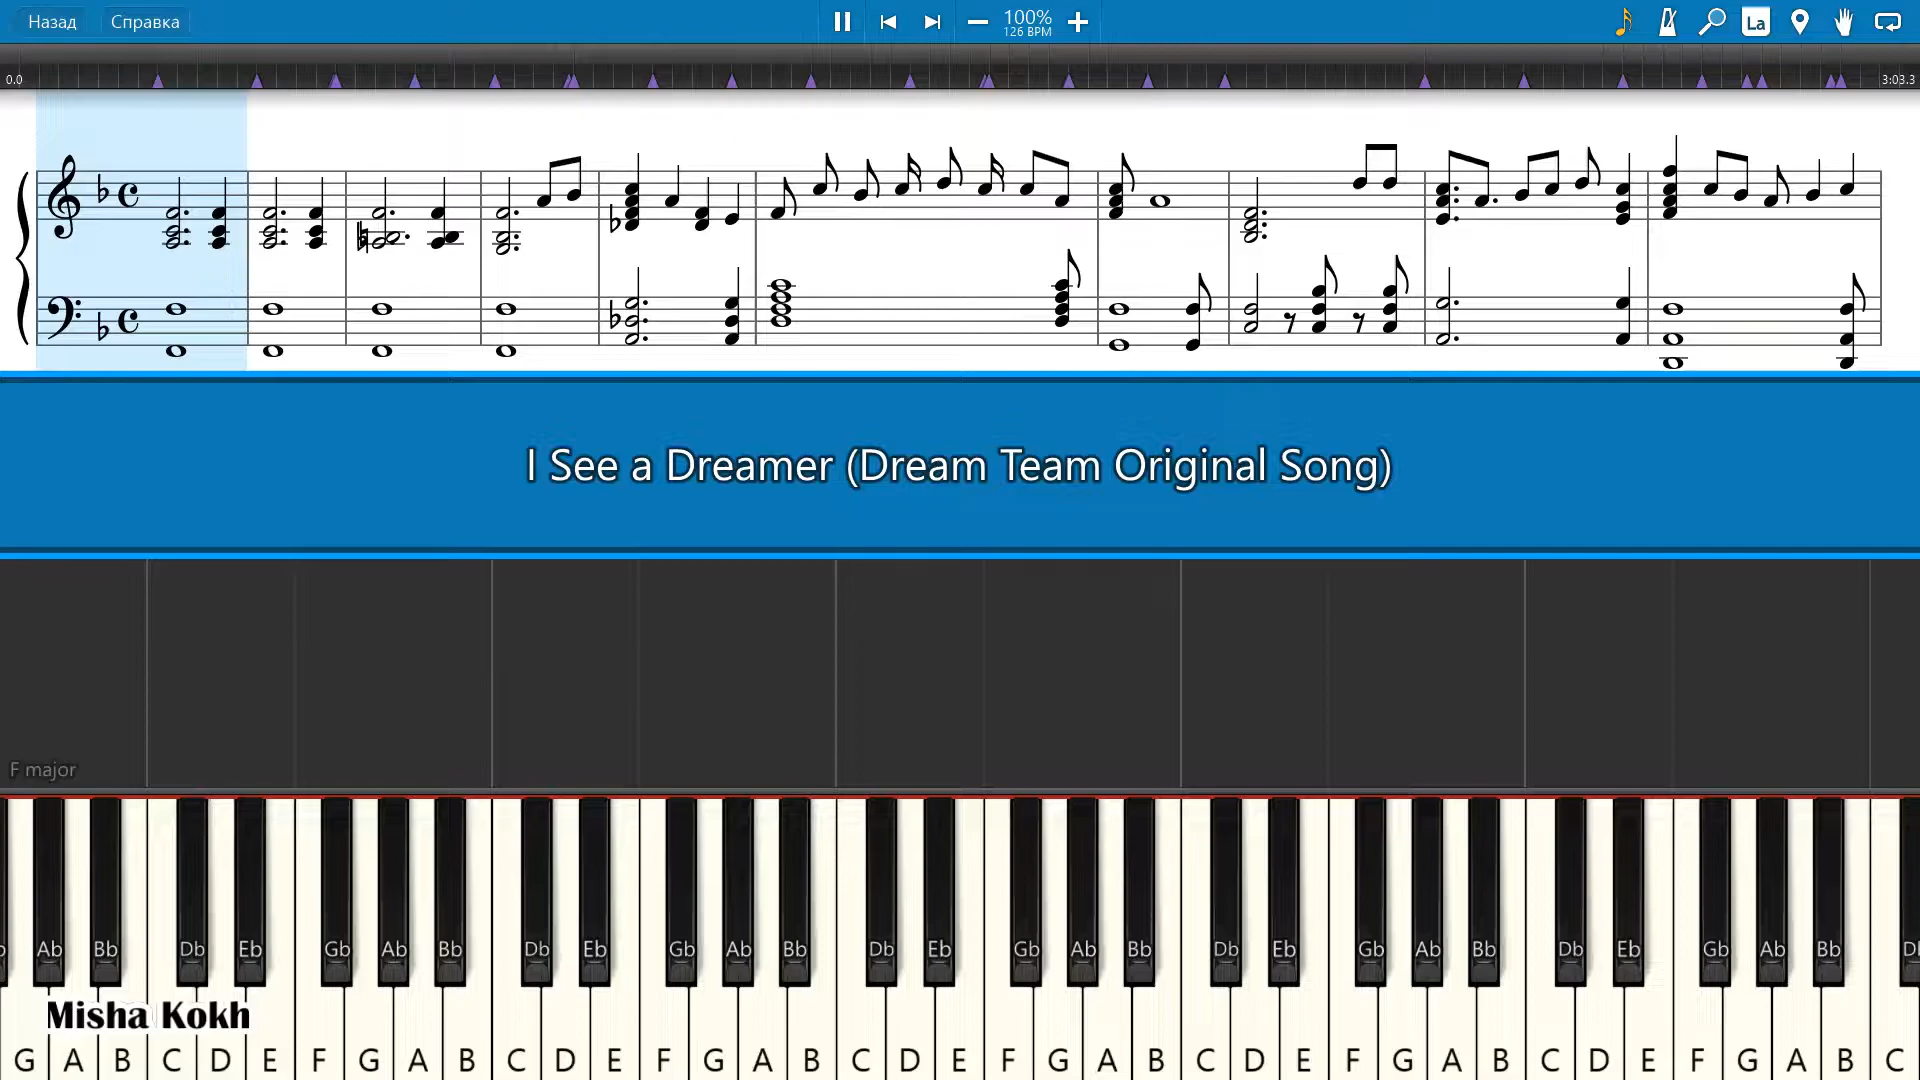 Назад Справка 100%
126 BPM
La
0.0 3:03.3
I See a Dreamer (Dream Team Original Song)
F major
Ab Bb Db Eb Gb Ab Bb Db Eb Gb Ab Bb Db Eb Gb Ab Bb Db Eb Gb Ab Bb Db Eb Gb Ab Bb
Misha Kokh
G A B C D E F G A B C D E F G A B C D E F G A B C D E F G A B C D E F G A B C